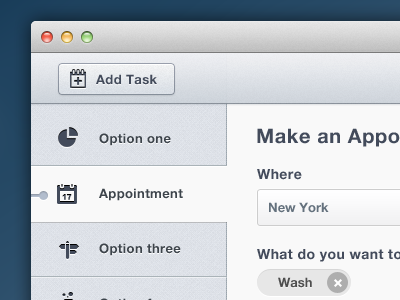 Add Task
Option one
Make an Appo
Where
17
Appointment
New York
Option three
What do you want to
Wash